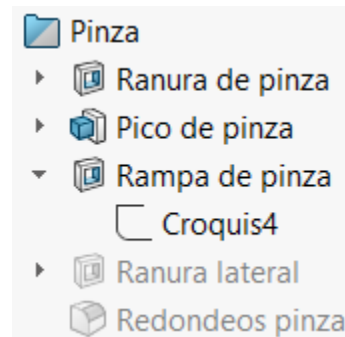 Pinza
Ranura de pinza
Pico de pinza
Rampa de pinza
Croquis4
Ranura lateral
Redondeos pinza